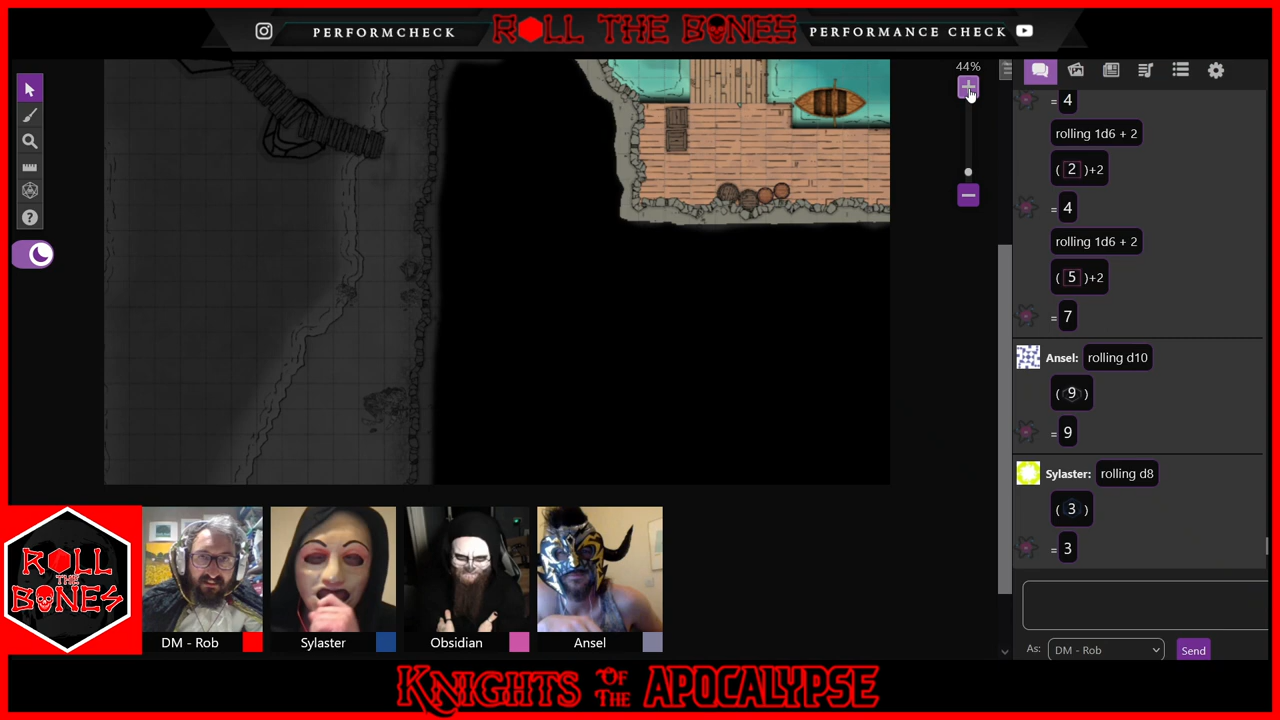 PERFORMCHECK
ROLL THE BONES
PERFORMANCE CHECK
44%
= 4
rolling 1d6 + 2
( 2 )+2
= 4
rolling 1d6 + 2
( 5 )+2
= 7
Ansel: rolling d10
( 9 )
= 9
Sylaster: rolling d8
( 3 )
= 3
As: DM - Rob
Send
ROLL
THE
BONES
DM - Rob
Sylaster
Obsidian
Ansel
KNIGHTS OF THE APOCALYPSE